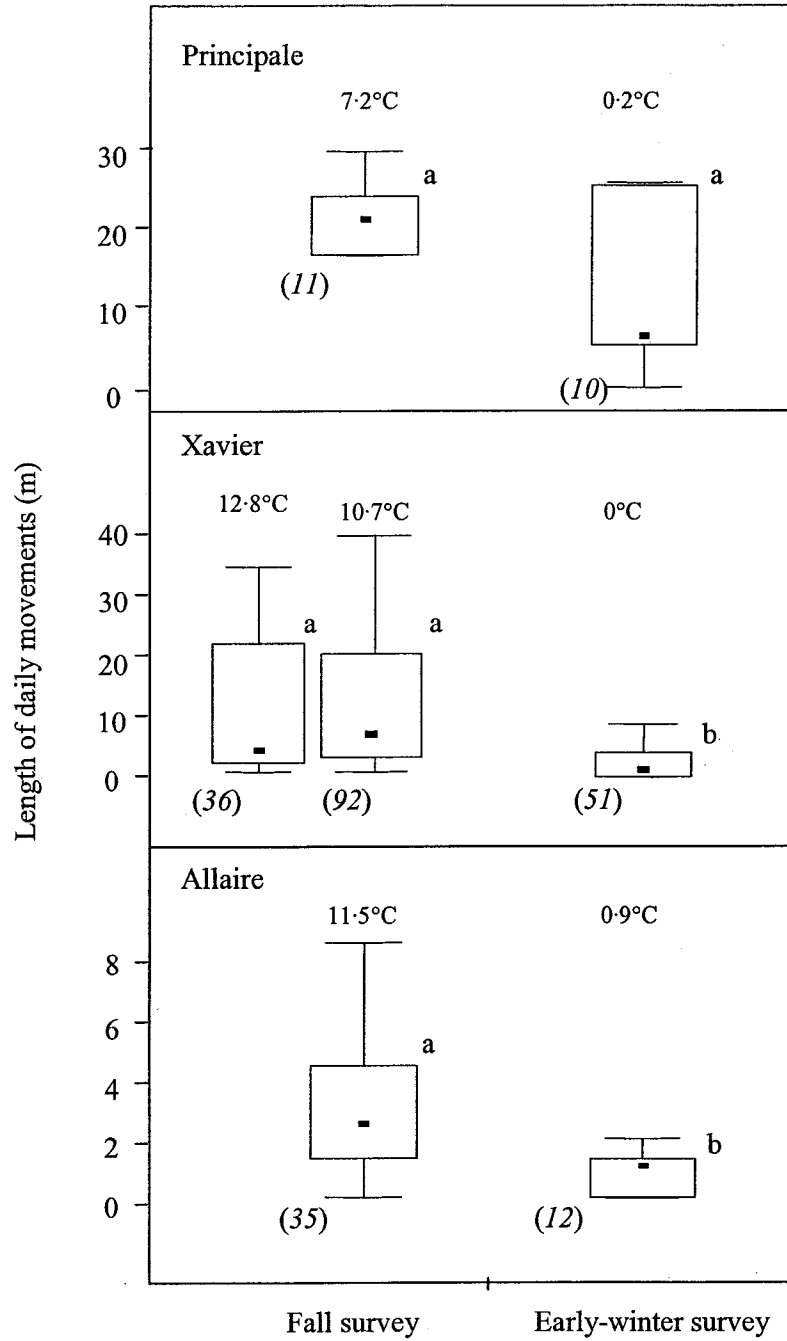 Principale
7·2°C 0·2°C
30
a a
20
(11)
10
0
(10)
Xavier
12·8°C 10·7°C 0°C
40
30
a a
20
10
b
0
(36) (92) (51)
Length of daily movements (m)
Allaire
11·5°C 0·9°C
8
6
a
4
2
b
0
(35) (12)
Fall survey Early-winter survey